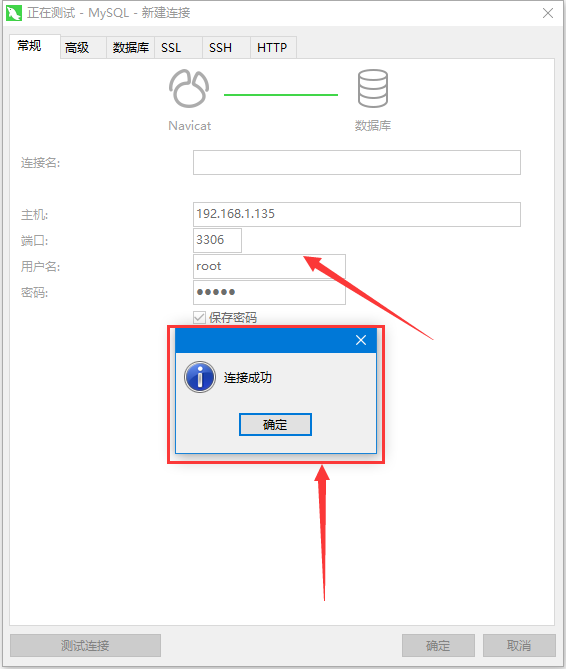 正在测试 - MySQL - 新建连接
常规 高级 数据库 SSL SSH HTTP
Navicat 数据库
连接名:
主机: 192.168.1.135
端口: 3306
用户名: root
密码: ●●●●●
保存密码
连接成功
确定
测试连接 确定 取消